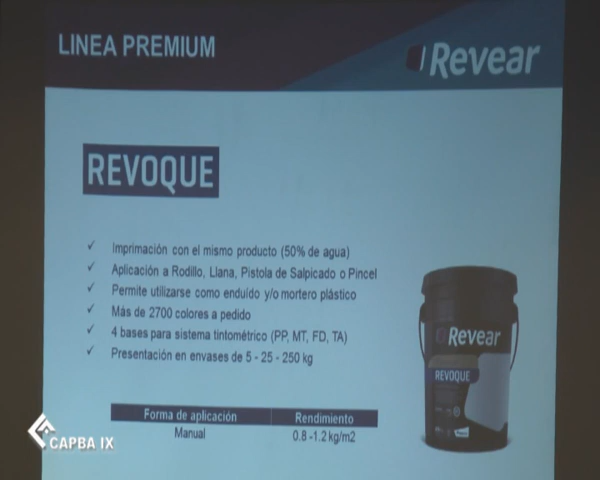 LINEA PREMIUM
Revear
REVOQUE
✓ Imprimación con el mismo producto (50% de agua)
✓ Aplicación a Rodillo, Llana, Pistola de Salpicado o Pincel
✓ Permite utilizarse como enduído y/o mortero plástico
✓ Más de 2700 colores a pedido
✓ 4 bases para sistema tintométrico (PP, MT, FD, TA)
✓ Presentación en envases de 5 - 25 - 250 kg
Revear
REVOQUE
Forma de aplicación Rendimiento
Manual 0.8 -1.2 kg/m2
CAPBA IX